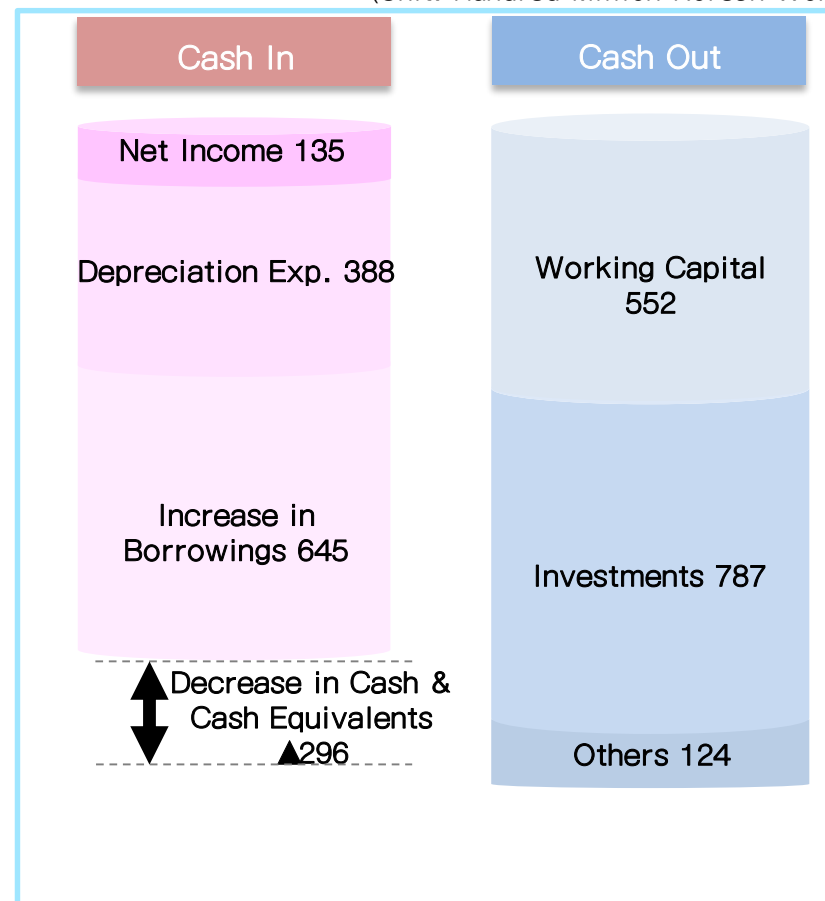 Cash In
Net Income 135
Depreciation Exp. 388
Increase in
Borrowings 645
Decrease in Cash &
Cash Equivalents
▲296
Cash Out
Working Capital
552
Investments 787
Others 124